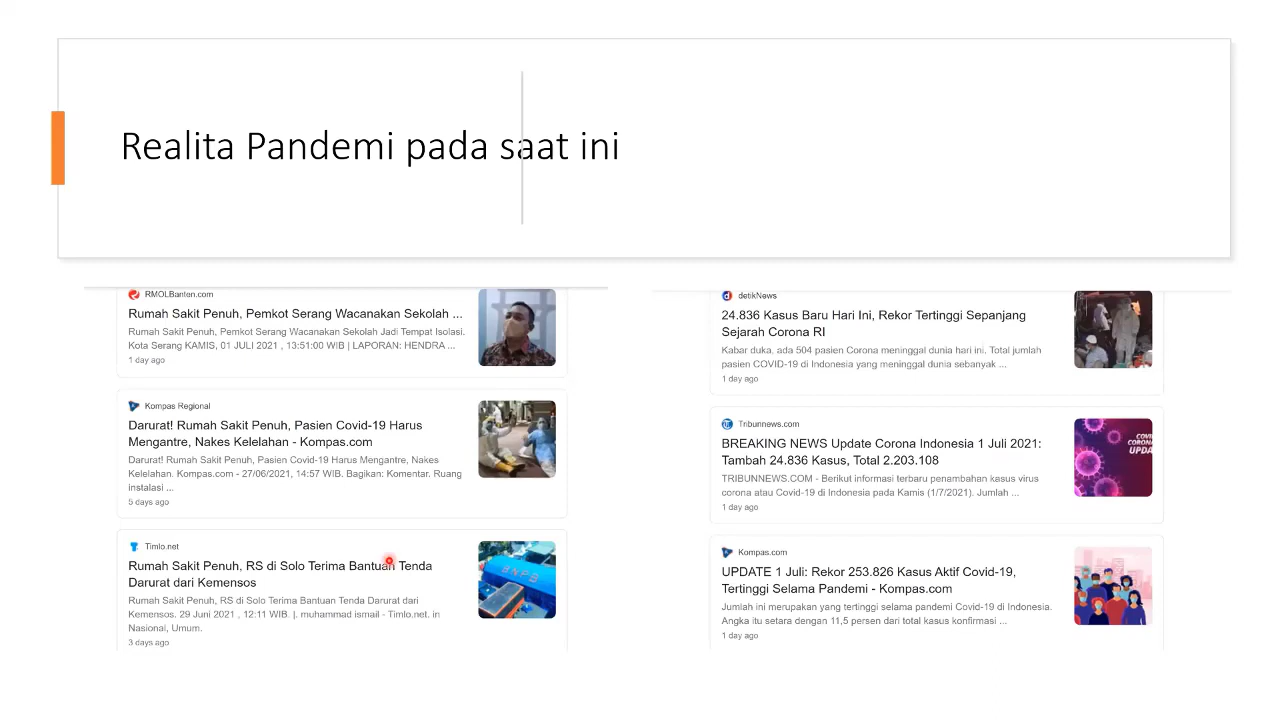 Realita Pandemi pada saat ini
RMOLBanten.com
Rumah Sakit Penuh, Pemkot Serang Wacanakan Sekolah ...
Rumah Sakit Penuh, Pemkot Serang Wacanakan Sekolah Jadi Tempat Isolasi.
Kota Serang KAMIS, 01 JULI 2021 , 13:51:00 WIB | LAPORAN: HENDRA ...
1 day ago
Kompas Regional
Darurat! Rumah Sakit Penuh, Pasien Covid-19 Harus
Mengantre, Nakes Kelelahan - Kompas.com
Darurat! Rumah Sakit Penuh, Pasien Covid-19 Harus Mengantre, Nakes
Kelelahan. Kompas.com - 27/06/2021, 14:57 WIB. Bagikan: Komentar. Ruang
instalasi ...
5 days ago
Timlo.net
Rumah Sakit Penuh, RS di Solo Terima Bantuan Tenda
Darurat dari Kemensos
Rumah Sakit Penuh, RS di Solo Terima Bantuan Tenda Darurat dari
Kemensos. 29 Juni 2021 , 12:11 WIB. |. muhammad ismail - Timlo.net. in
Nasional, Umum.
3 days ago
BNPB
detikNews
24.836 Kasus Baru Hari Ini, Rekor Tertinggi Sepanjang
Sejarah Corona RI
Kabar duka, ada 504 pasien Corona meninggal dunia hari ini. Total jumlah
pasien COVID-19 di Indonesia yang meninggal dunia sebanyak ...
1 day ago
Tribunnews.com
BREAKING NEWS Update Corona Indonesia 1 Juli 2021:
Tambah 24.836 Kasus, Total 2.203.108
TRIBUNNEWS.COM - Berikut informasi terbaru penambahan kasus virus
corona atau Covid-19 di Indonesia pada Kamis (1/7/2021). Jumlah ...
1 day ago
COVI
CORON
UPDA
Kompas.com
UPDATE 1 Juli: Rekor 253.826 Kasus Aktif Covid-19,
Tertinggi Selama Pandemi - Kompas.com
Jumlah ini merupakan yang tertinggi selama pandemi Covid-19 di Indonesia.
Angka itu setara dengan 11,5 persen dari total kasus konfirmasi ...
1 day ago